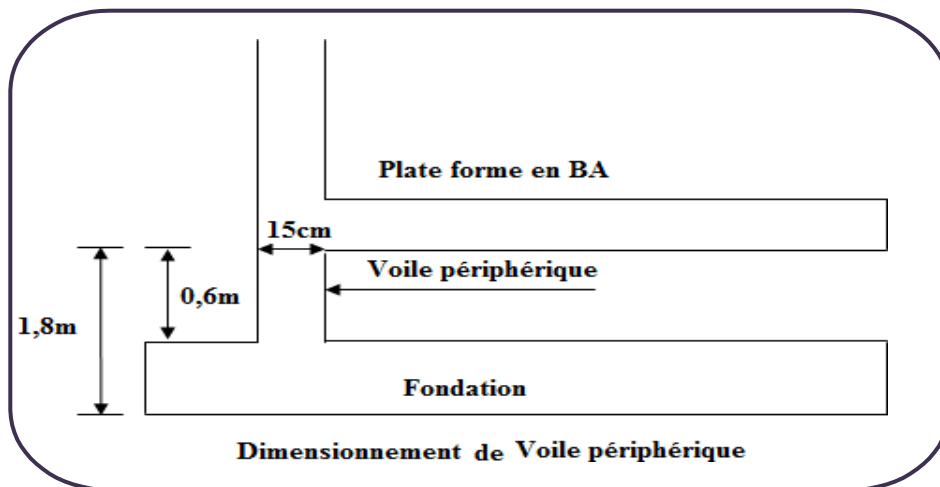 Plate forme en BA
15cm
Voile périphérique
0,6m
1,8m
Fondation
Dimensionnement de Voile périphérique